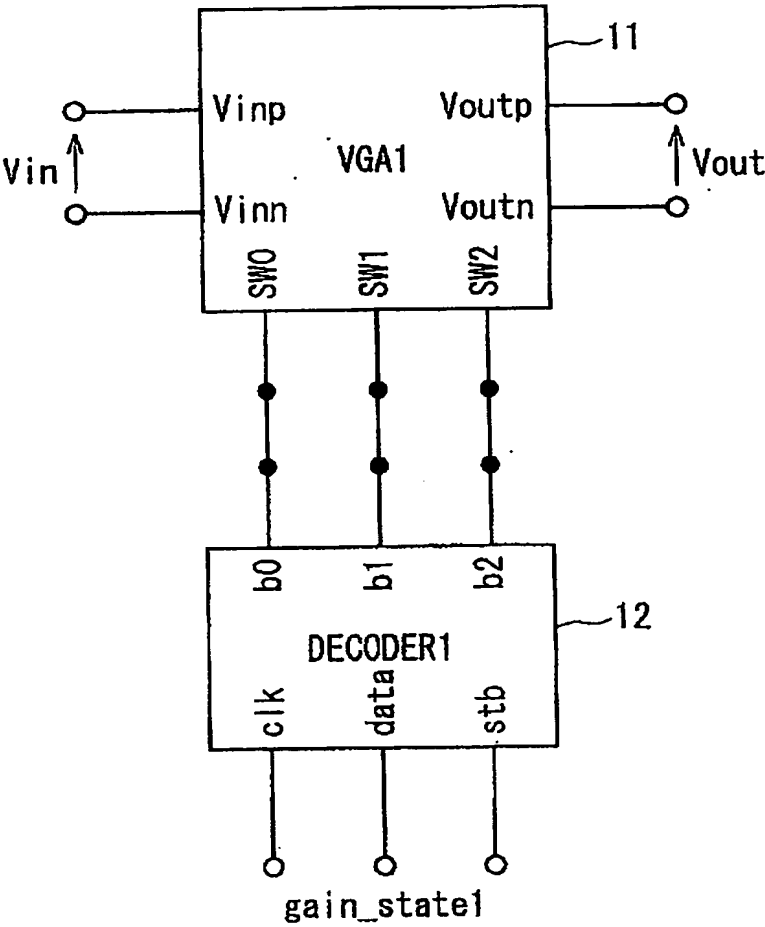 11
Vinp
Voutp
Vin
VGA1
Vout
Vinn
Voutn
SW0
SW1
SW2
b0
b1
b2
12
DECODER1
clk
data
stb
gain_state1